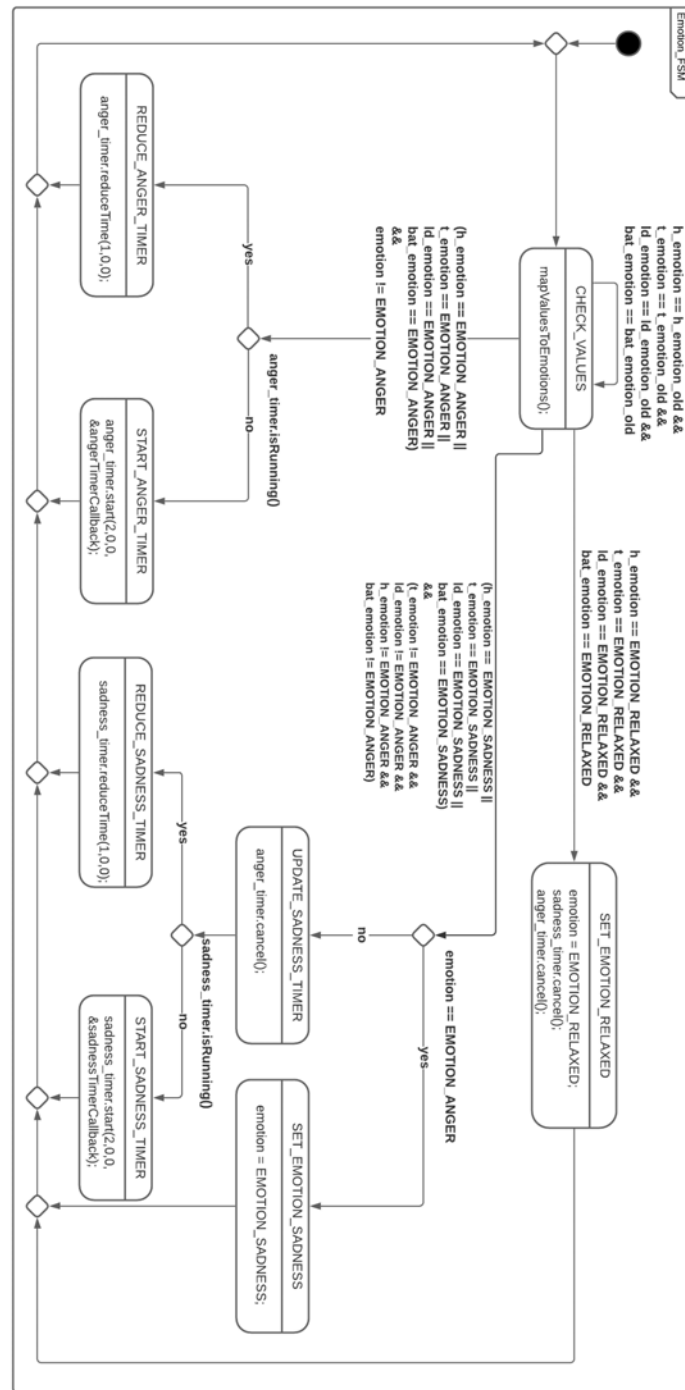 Emotion_FSM
h_emotion == h_emotion_old &&
t_emotion == t_emotion_old &&
ld_emotion == ld_emotion_old &&
bat_emotion == bat_emotion_old
CHECK_VALUES
mapValuesToEmotions();
h_emotion == EMOTION_RELAXED &&
t_emotion == EMOTION_RELAXED &&
ld_emotion == EMOTION_RELAXED &&
bat_emotion == EMOTION_RELAXED
SET_EMOTION_RELAXED
emotion = EMOTION_RELAXED;
sadness_timer.cancel();
anger_timer.cancel();
(h_emotion == EMOTION_ANGER ||
t_emotion == EMOTION_ANGER ||
ld_emotion == EMOTION_ANGER ||
bat_emotion == EMOTION_ANGER)
&&
emotion != EMOTION_ANGER
(h_emotion == EMOTION_SADNESS ||
t_emotion == EMOTION_SADNESS ||
ld_emotion == EMOTION_SADNESS ||
bat_emotion == EMOTION_SADNESS)
&&
(t_emotion != EMOTION_ANGER &&
ld_emotion != EMOTION_ANGER &&
h_emotion != EMOTION_ANGER &&
bat_emotion != EMOTION_ANGER)
emotion == EMOTION_ANGER
no
yes
anger_timer.isRunning()
yes
no
UPDATE_SADNESS_TIMER
anger_timer.cancel();
SET_EMOTION_SADNESS
emotion = EMOTION_SADNESS;
sadness_timer.isRunning()
yes
no
REDUCE_ANGER_TIMER
anger_timer.reduceTime(1,0,0);
START_ANGER_TIMER
anger_timer.start(2,0,0,
&angerTimerCallback);
REDUCE_SADNESS_TIMER
sadness_timer.reduceTime(1,0,0);
START_SADNESS_TIMER
sadness_timer.start(2,0,0,
&sadnessTimerCallback);